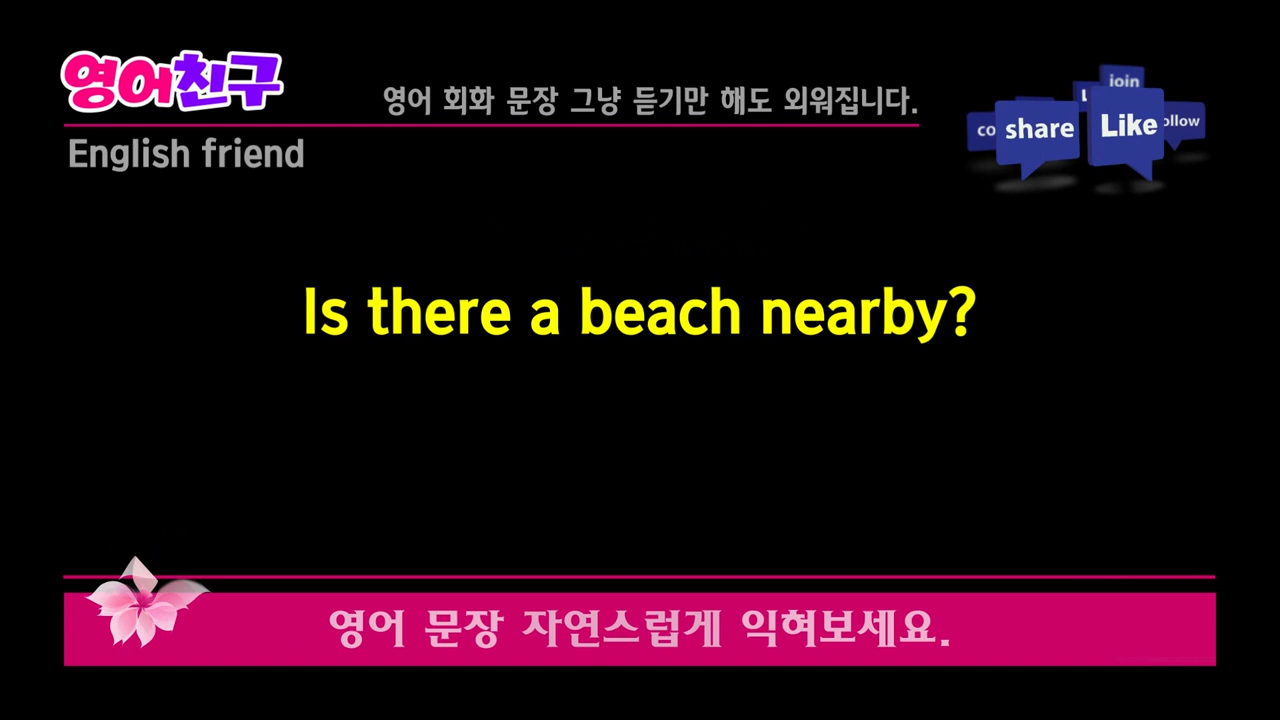 영어친구
영어 회화 문장 그냥 듣기만 해도 외워집니다.
English friend
join
share
Like
Is there a beach nearby?
영어 문장 자연스럽게 익혀보세요.